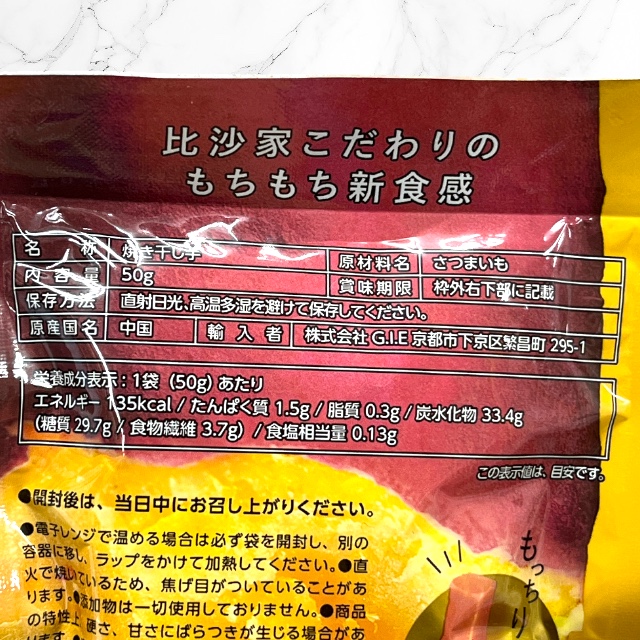 比沙家こだわりの
もちもち新食感
名 称 焼き干し芋 原材料名 さつまいも
内容量 50g 賞味期限 枠外右下部に記載
保存方法 直射日光、高温多湿を避けて保存してください。
原産国名 中国 輸入者 株式会社 G.I.E 京都市下京区繁昌町 295-1
栄養成分表示:1袋(50g)あたり
エネルギー 135kcal / たんぱく質 1.5g / 脂質 0.3g / 炭水化物 33.4g
(糖質 29.7g / 食物繊維 3.7g) / 食塩相当量 0.13g
この表示値は、目安です。
●開封後は、当日中にお召し上がりください。
●電子レンジで温める場合は必ず袋を開封し、別の
容器に移し、ラップをかけて加熱してください。●直
火で焼いているため、焦げ目がついていることがあ
ります。●添加物は一切使用しておりません。●商品
の特性上、硬さ、甘さにばらつきが生じる場合があ
ります。
もっちり